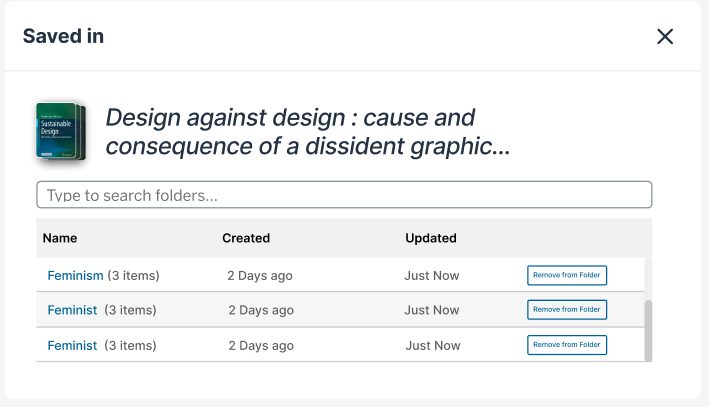 Saved in
Sustainable
Design
Design against design : cause and
consequence of a dissident graphic...
Type to search folders...
Name Created Updated
Feminism (3 items) 2 Days ago Just Now Remove from Folder
Feminist (3 items) 2 Days ago Just Now Remove from Folder
Feminist (3 items) 2 Days ago Just Now Remove from Folder